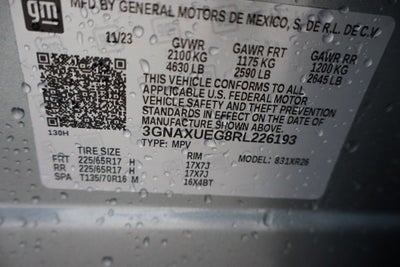 gm
MFD. BY GENERAL MOTORS DE MEXICO, S. DE R.L. DE C.V.
11/23 GVWR GAWR FRT GAWR RR
2100 KG 1175 KG 1200 KG
4630 LB 2590 LB 2645 LB
THIS VEHICLE CONFORMS TO ALL
APPLICABLE U.S. FEDERAL MOTOR
VEHICLE SAFETY AND THEFT PREVENTION
STANDARDS IN EFFECT ON THE DATE OF
MANUFACTURE SHOWN ABOVE.
3GNAXUEG8RL226193
130H TYPE: MPV MODEL: 831XR26
TIRE SIZE RIM
FRT 225/65R17 H 17X7J
RR 225/65R17 H 17X7J
SPA T135/70R16 M 16X4BT